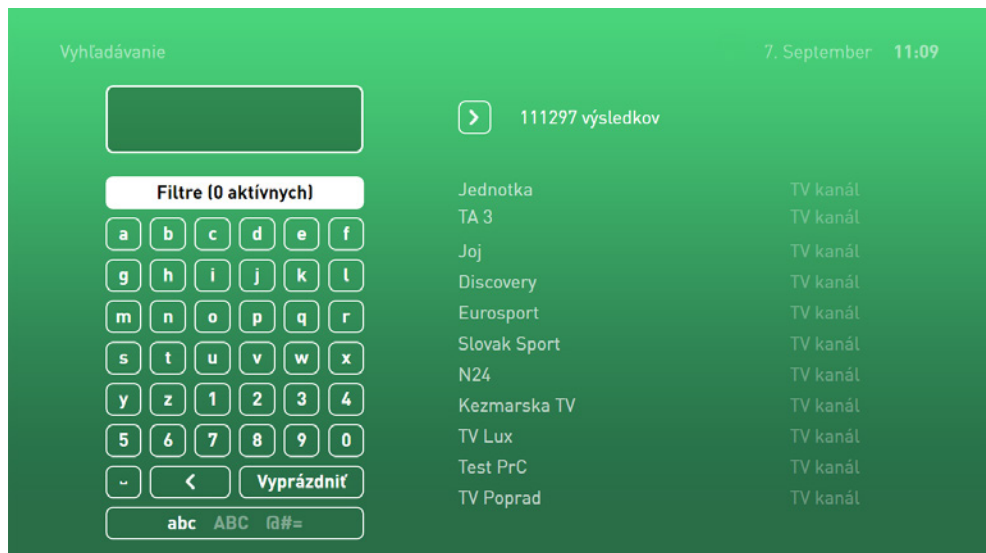 Vyhľadávanie
7. September 11:09
111297 výsledkov
Filtre (0 aktívnych)
a b c d e f
g h i j k l
m n o p q r
s t u v w x
y z 1 2 3 4
5 6 7 8 9 0
Vyprázdniť
abc ABC @#=
Jednotka TV kanál
TA 3 TV kanál
Joj TV kanál
Discovery TV kanál
Eurosport TV kanál
Slovak Sport TV kanál
N24 TV kanál
Kezmarska TV TV kanál
TV Lux TV kanál
Test PrC TV kanál
TV Poprad TV kanál